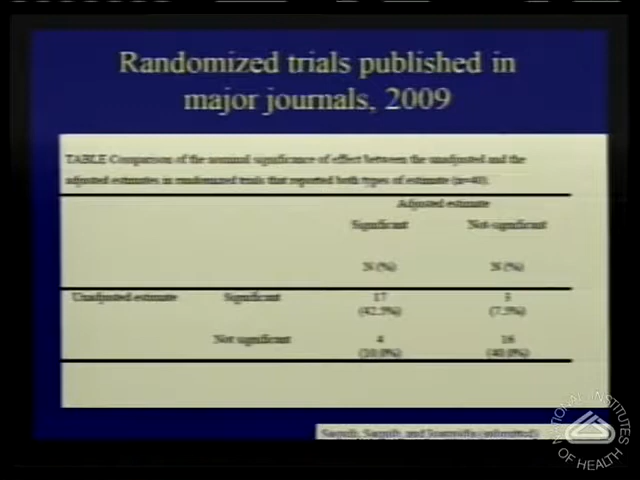 Randomized trials published in
major journals, 2009
TABLE Comparison of the nominal significance of effect between the unadjusted and the
adjusted estimates in randomized trials that reported both types of estimate (n=40)
Adjusted estimate
Significant Not-significant
N (%) N (%)
Unadjusted estimate Significant 17 3
(42.5%) (7.5%)
Not significant 4 16
(10.0%) (40.0%)
and (submitted)
NATIONAL INSTITUTES
OF HEALTH